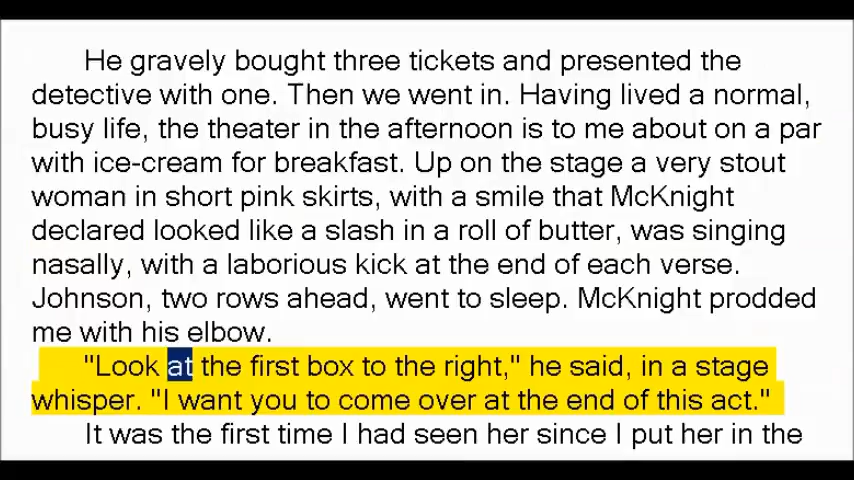 He gravely bought three tickets and presented the
detective with one. Then we went in. Having lived a normal,
busy life, the theater in the afternoon is to me about on a par
with ice-cream for breakfast. Up on the stage a very stout
woman in short pink skirts, with a smile that McKnight
declared looked like a slash in a roll of butter, was singing
nasally, with a laborious kick at the end of each verse.
Johnson, two rows ahead, went to sleep. McKnight prodded
me with his elbow.
"Look at the first box to the right," he said, in a stage
whisper. "I want you to come over at the end of this act."
It was the first time I had seen her since I put her in the